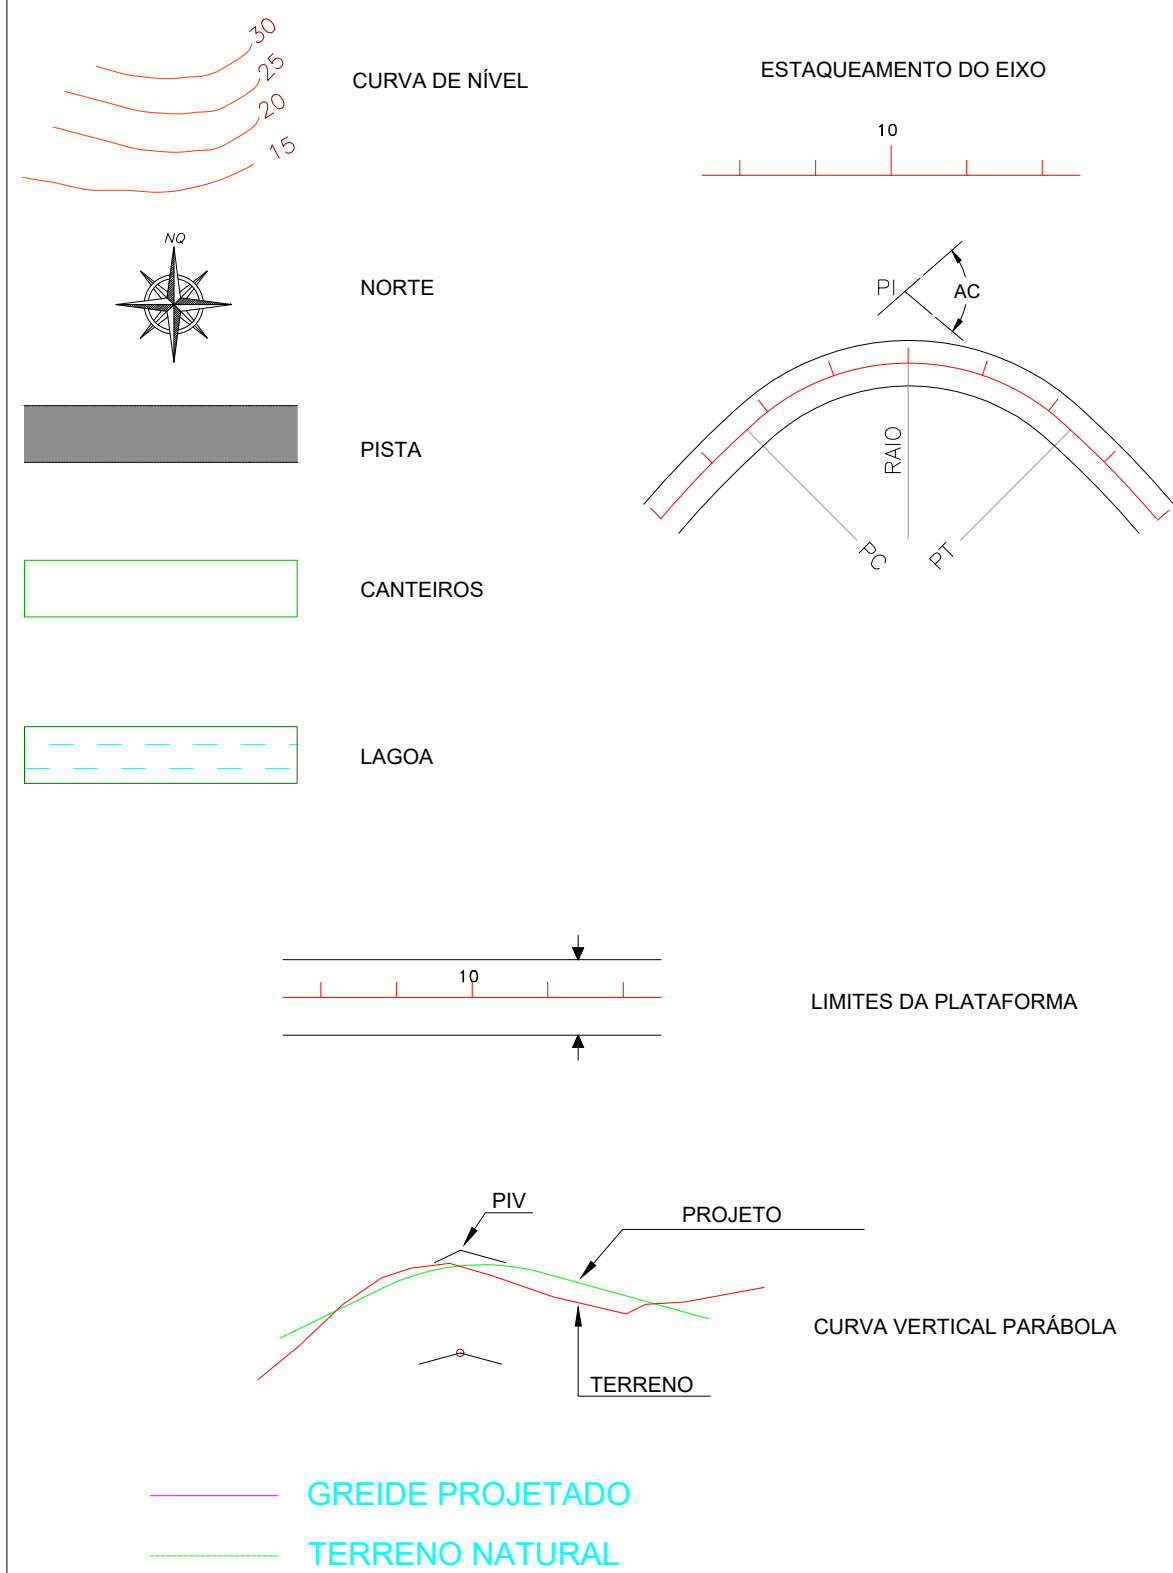 30
25
20
15
CURVA DE NÍVEL
ESTAQUEAMENTO DO EIXO
10
NQ
NORTE
PI
AC
RAIO
PC
PT
PISTA
CANTEIROS
LAGOA
10
LIMITES DA PLATAFORMA
PIV
PROJETO
CURVA VERTICAL PARÁBOLA
TERRENO
GREIDE PROJETADO
TERRENO NATURAL